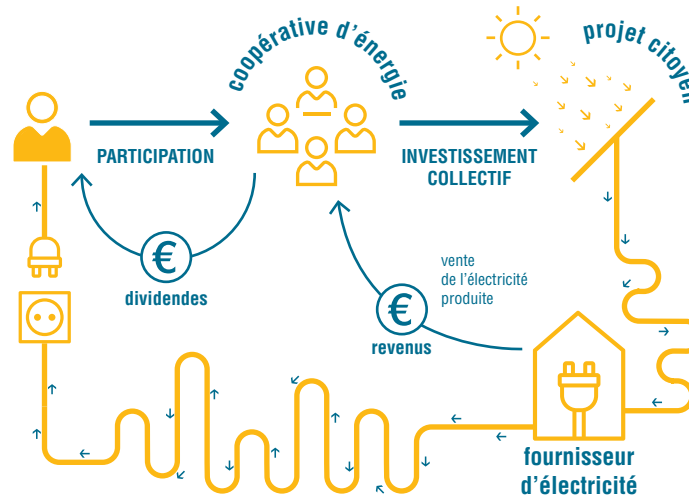 coopérative d'énergie
projet citoyen
PARTICIPATION
INVESTISSEMENT
COLLECTIF
€
dividendes
vente
de l'électricité
produite
€
revenus
fournisseur
d'électricité